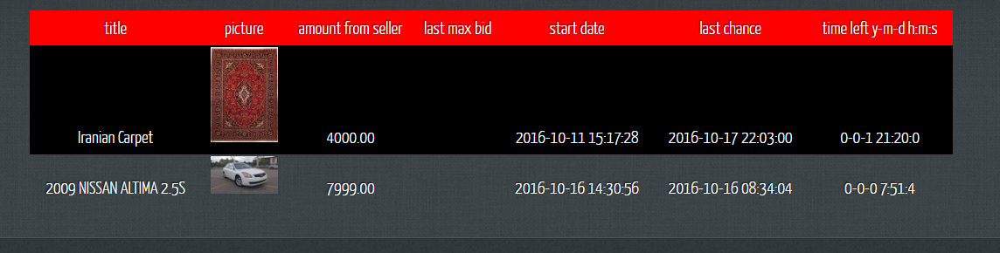 title picture amount from seller last max bid start date last chance time left y-m-d h:m:s
Iranian Carpet 4000.00 2016-10-11 15:17:28 2016-10-17 22:03:00 0-0-1 21:20:0
2009 NISSAN ALTIMA 2.5S 7999.00 2016-10-16 14:30:56 2016-10-16 08:34:04 0-0-0 7:51:4